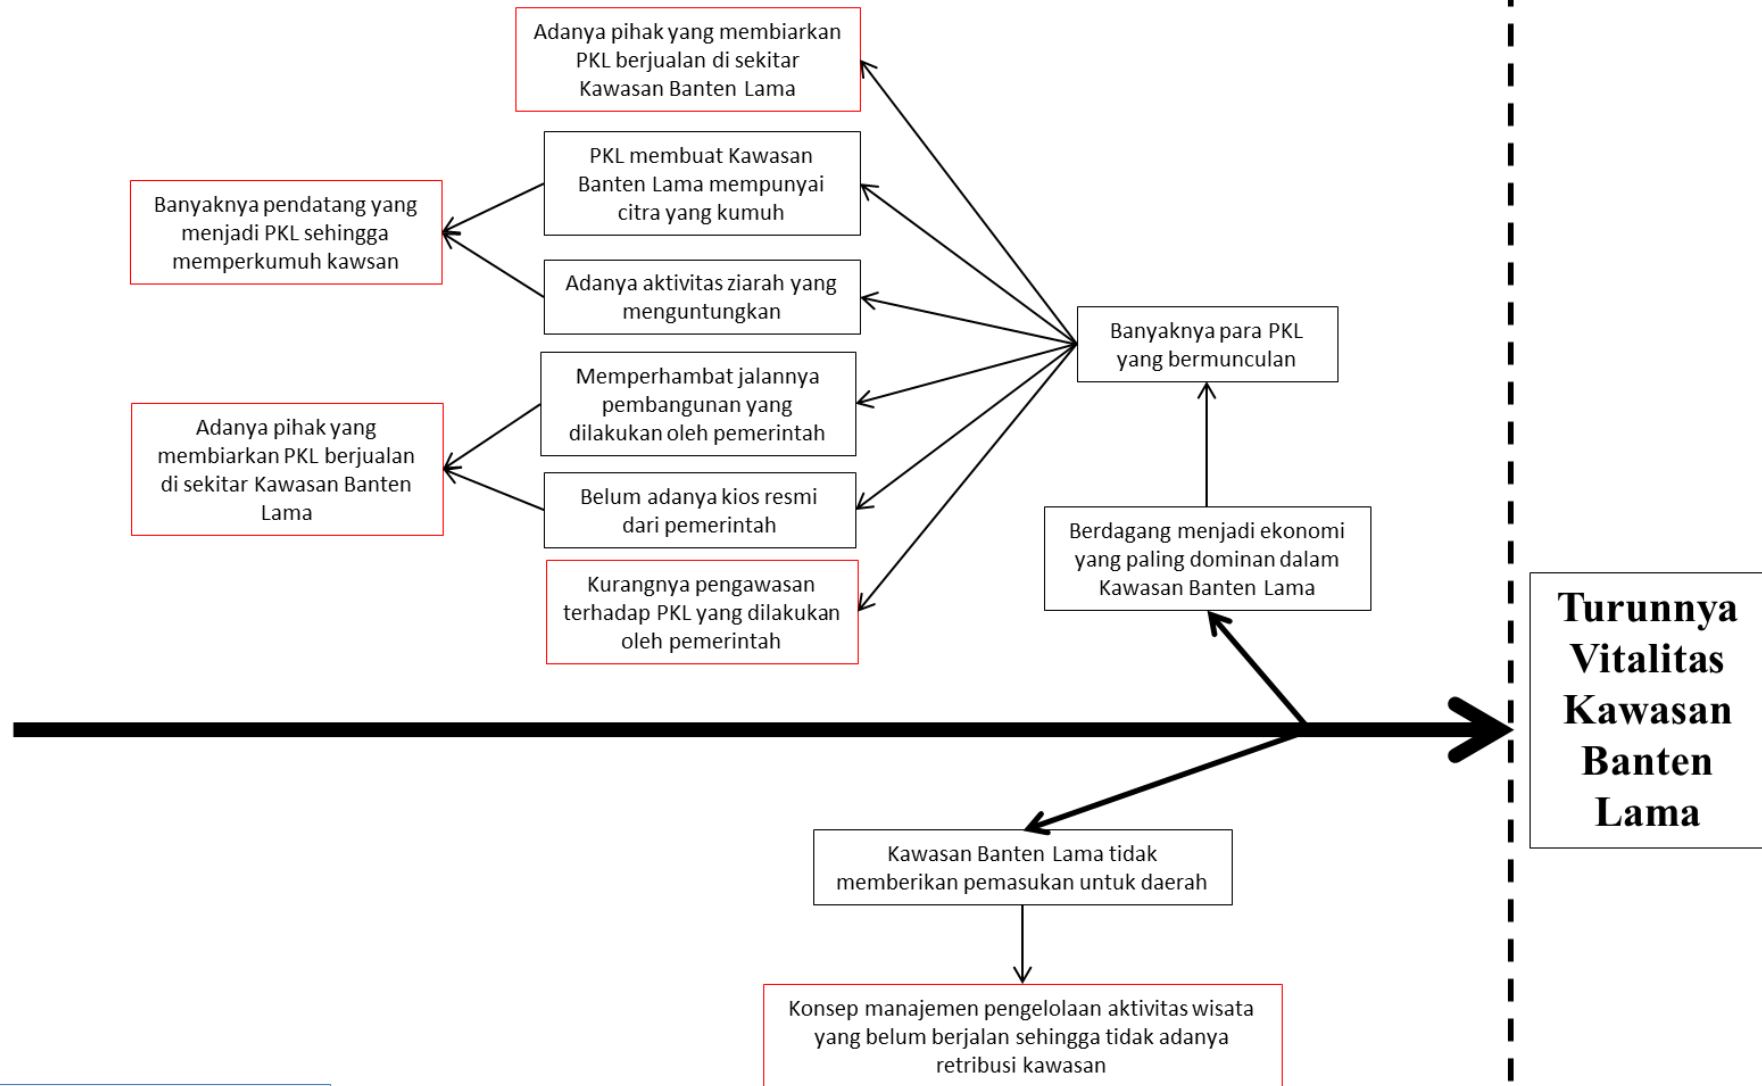 Adanya pihak yang membiarkan
PKL berjualan di sekitar
Kawasan Banten Lama
PKL membuat Kawasan
Banten Lama mempunyai
citra yang kumuh
Banyaknya pendatang yang
menjadi PKL sehingga
memperkumuh kawsan
Adanya aktivitas ziarah yang
menguntungkan
Banyaknya para PKL
yang bermunculan
Memperhambat jalannya
pembangunan yang
dilakukan oleh pemerintah
Adanya pihak yang
membiarkan PKL berjualan
di sekitar Kawasan Banten
Lama
Belum adanya kios resmi
dari pemerintah
Berdagang menjadi ekonomi
yang paling dominan dalam
Kawasan Banten Lama
Kurangnya pengawasan
terhadap PKL yang dilakukan
oleh pemerintah
Turunnya
Vitalitas
Kawasan
Banten
Lama
Kawasan Banten Lama tidak
memberikan pemasukan untuk daerah
Konsep manajemen pengelolaan aktivitas wisata
yang belum berjalan sehingga tidak adanya
retribusi kawasan